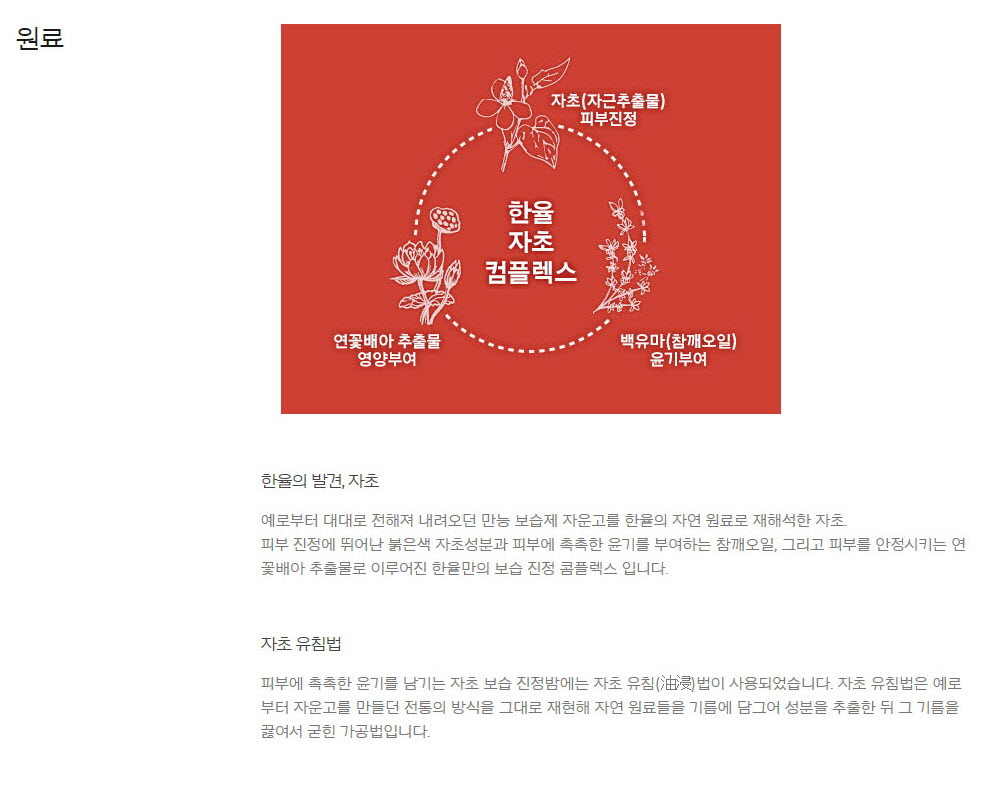 원료
자초(자근추출물)
피부진정
한율
자초
컴플렉스
연꽃배아 추출물
영양부여
백유마(참깨오일)
윤기부여
한율의 발견, 자초
예로부터 대대로 전해져 내려오던 만능 보습제 자운고를 한율의 자연 원료로 재해석한 자초.
피부 진정에 뛰어난 붉은색 자초성분과 피부에 촉촉한 윤기를 부여하는 참깨오일, 그리고 피부를 안정시키는 연
꽃배아 추출물로 이루어진 한율만의 보습 진정 콤플렉스 입니다.
자초 유침법
피부에 촉촉한 윤기를 남기는 자초 보습 진정밤에는 자초 유침(油浸)법이 사용되었습니다. 자초 유침법은 예로
부터 자운고를 만들던 전통의 방식을 그대로 재현해 자연 원료들을 기름에 담그어 성분을 추출한 뒤 그 기름을
끓여서 굳힌 가공법입니다.